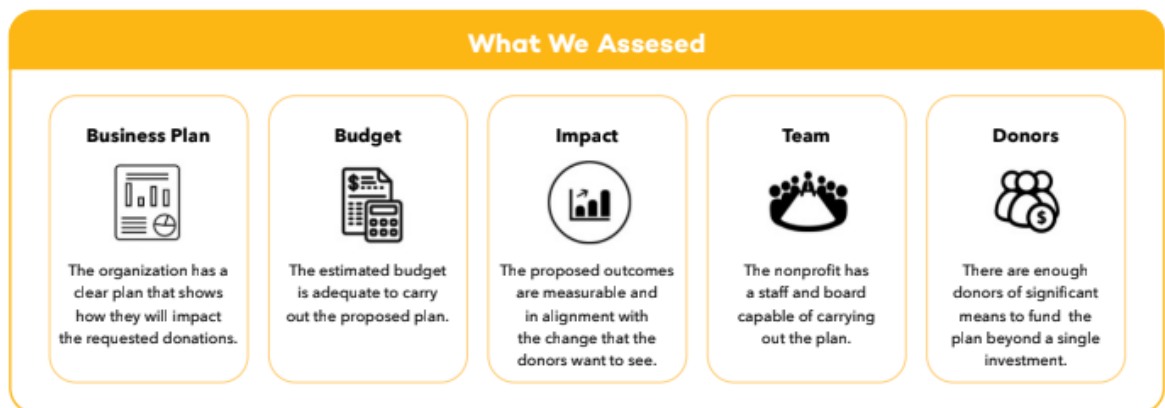 What We Assesed
Business Plan
The organization has a
clear plan that shows
how they will impact
the requested donations.
Budget
$
The estimated budget
is adequate to carry
out the proposed plan.
Impact
The proposed outcomes
are measurable and
in alignment with
the change that the
donors want to see.
Team
The nonprofit has
a staff and board
capable of carrying
out the plan.
Donors
$
There are enough
donors of significant
means to fund the
plan beyond a single
investment.